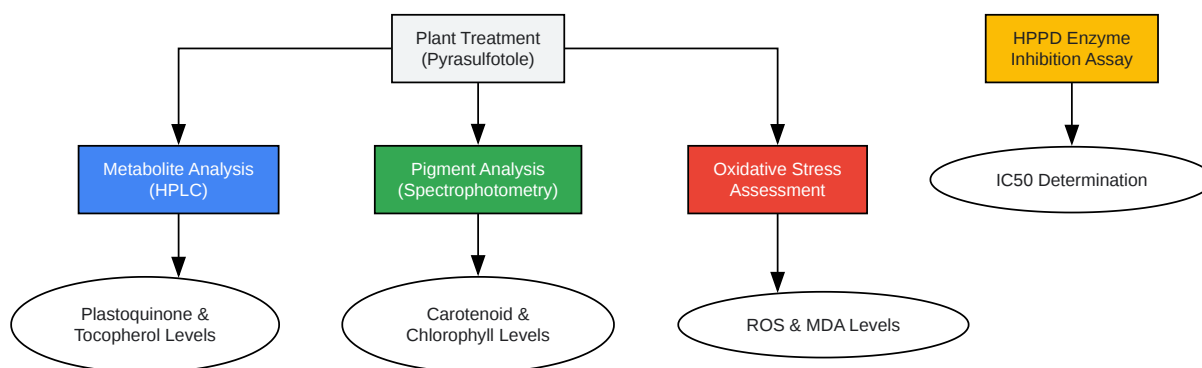 Plant Treatment
(Pyrasulfotole)
HPPD Enzyme
Inhibition Assay
Metabolite Analysis
(HPLC)
Pigment Analysis
(Spectrophotometry)
Oxidative Stress
Assessment
IC50 Determination
Plastoquinone &
Tocopherol Levels
Carotenoid &
Chlorophyll Levels
ROS & MDA Levels